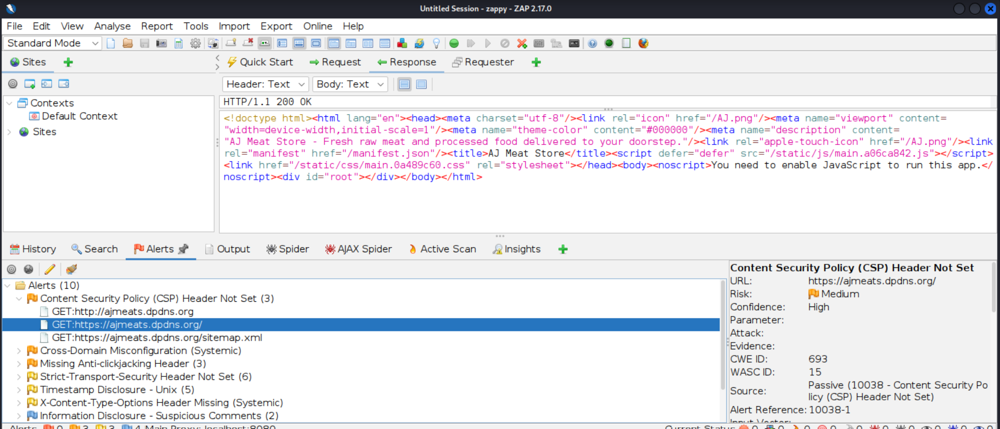 Untitled Session - zappy - ZAP 2.17.0
File Edit View Analyse Report Tools Import Export Online Help
Standard Mode
Sites
Quick Start Request Response Requester
Header: Text Body: Text
Contexts
Default Context
Sites
HTTP/1.1 200 OK
<!doctype html><html lang="en"><head><meta charset="utf-8"/><link rel="icon" href="/AJ.png"/><meta name="viewport" content=
"width=device-width,initial-scale=1"/><meta name="theme-color" content="#000000"/><meta name="description" content=
"AJ Meat Store - Fresh raw meat and processed food delivered to your doorstep."/><link rel="apple-touch-icon" href="/AJ.png"/><link
rel="manifest" href="/manifest.json"/><title>AJ Meat Store</title><script defer="defer" src="/static/js/main.a06ca842.js"></script>
<link href="/static/css/main.0a489c60.css" rel="stylesheet"></head><body><noscript>You need to enable JavaScript to run this app.</
noscript><div id="root"></div></body></html>
History Search Alerts Output Spider AJAX Spider Active Scan Insights
Alerts (10)
Content Security Policy (CSP) Header Not Set (3)
GET:http://ajmeats.dpdns.org
GET:https://ajmeats.dpdns.org/
GET:https://ajmeats.dpdns.org/sitemap.xml
Cross-Domain Misconfiguration (Systemic)
Missing Anti-clickjacking Header (3)
Strict-Transport-Security Header Not Set (6)
Timestamp Disclosure - Unix (5)
X-Content-Type-Options Header Missing (Systemic)
Information Disclosure - Suspicious Comments (2)
Content Security Policy (CSP) Header Not Set
URL: https://ajmeats.dpdns.org/
Risk: Medium
Confidence: High
Parameter:
Attack:
Evidence:
CWE ID: 693
WASC ID: 15
Source: Passive (10038 - Content Security Po
licy (CSP) Header Not Set)
Alert Reference: 10038-1
Input Vector:
Alerts 0 3 3 4 Main Proxy: localhost:8080
Current Status 0 0 0 0 0 0 0 0 0 0